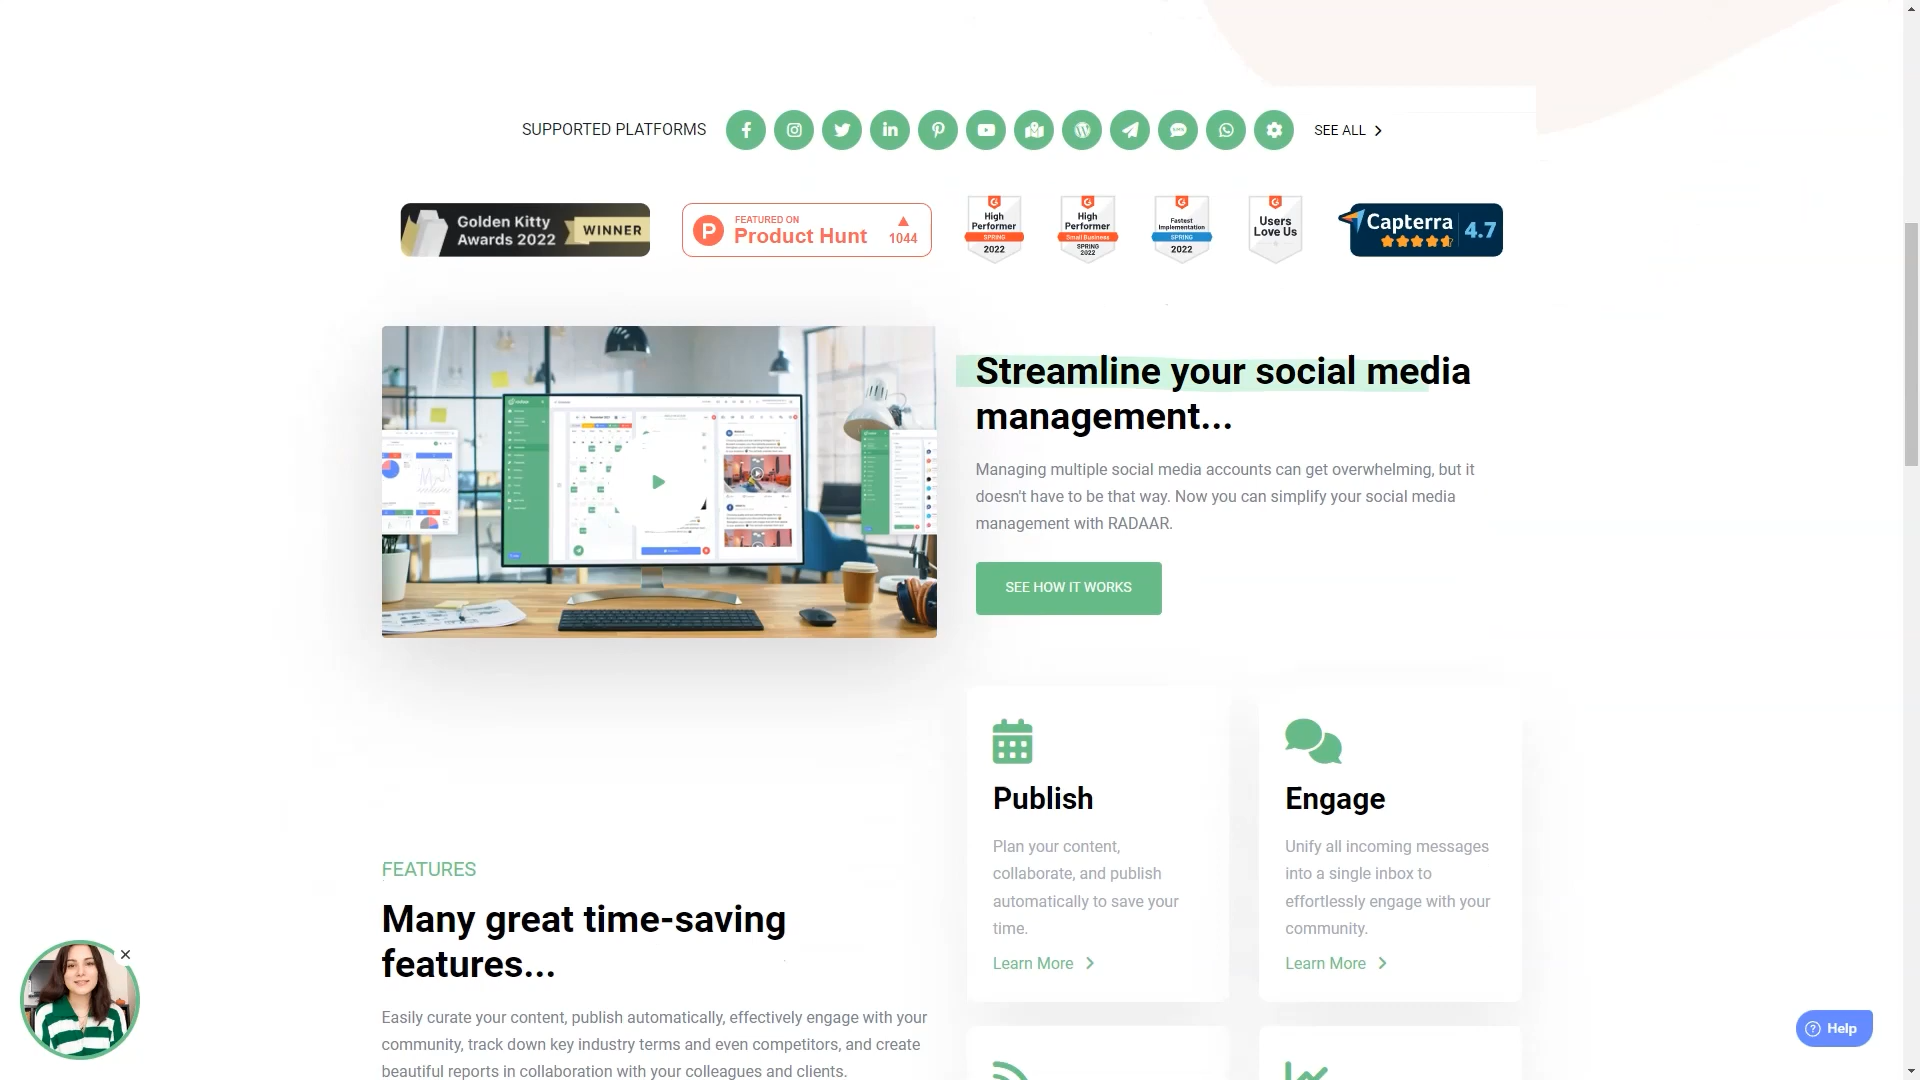 SUPPORTED PLATFORMS
SEE ALL
Golden Kitty
Awards 2022
WINNER
FEATURED ON
Product Hunt
1044
High
Performer
SPRING
2022
High
Performer
Small Business
SPRING
2022
Fastest
Implementation
SPRING
2022
Users
Love Us
Capterra
4.7
Streamline your social media
management...
Managing multiple social media accounts can get overwhelming, but it
doesn't have to be that way. Now you can simplify your social media
management with RADAAR.
SEE HOW IT WORKS
Publish
Plan your content,
collaborate, and publish
automatically to save your
time.
Learn More
Engage
Unify all incoming messages
into a single inbox to
effortlessly engage with your
community.
Learn More
FEATURES
Many great time-saving
features...
Easily curate your content, publish automatically, effectively engage with your
community, track down key industry terms and even competitors, and create
beautiful reports in collaboration with your colleagues and clients.
Help